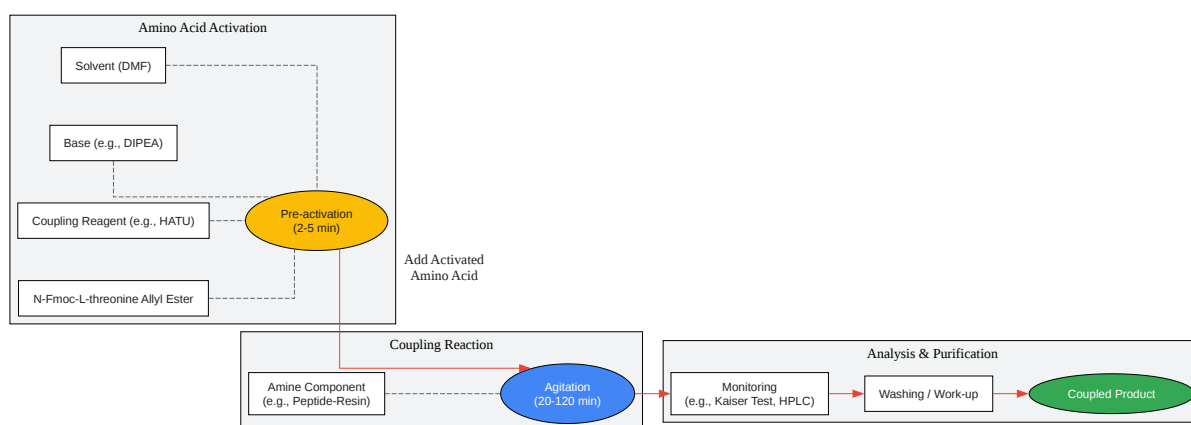 Amino Acid Activation
Solvent (DMF)
Base (e.g., DIPEA)
Coupling Reagent (e.g., HATU)
Pre-activation
(2-5 min)
N-Fmoc-L-threonine Allyl Ester
Add Activated
Amino Acid
Coupling Reaction
Amine Component
(e.g., Peptide-Resin)
Agitation
(20-120 min)
Analysis & Purification
Monitoring
(e.g., Kaiser Test, HPLC)
Washing / Work-up
Coupled Product